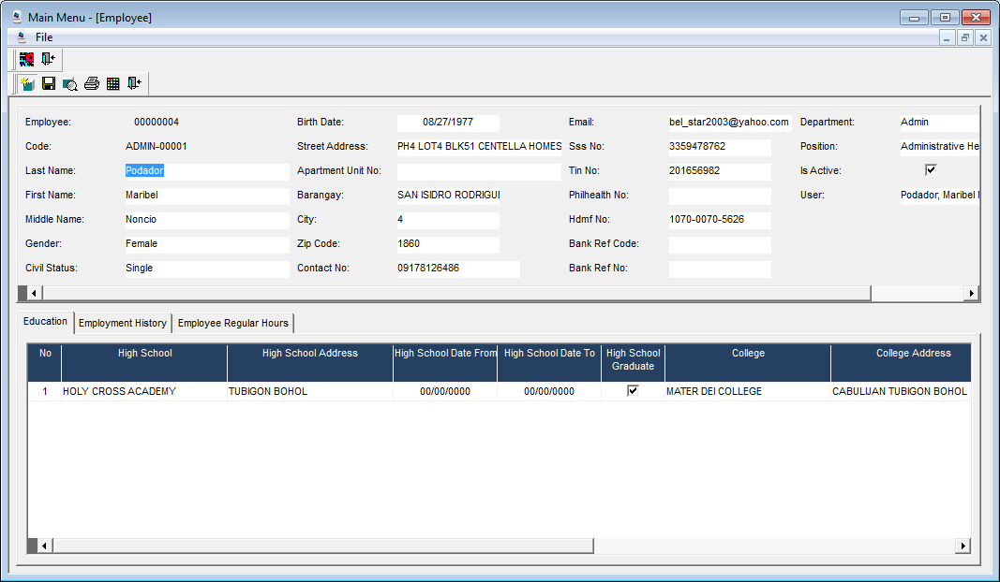 Main Menu - [Employee]
File
Employee: 00000004 Birth Date: 08/27/1977 Email: bel_star2003@yahoo.com Department: Admin
Code: ADMIN-00001 Street Address: PH4 LOT4 BLK51 CENTELLA HOMES Sss No: 3359478762 Position: Administrative He
Last Name: Podador Apartment Unit No: Tin No: 201656982 Is Active:
First Name: Maribel Barangay: SAN ISIDRO RODRIGUE Philhealth No: User: Podador, Maribel
Middle Name: Noncio City: 4 Hdmf No: 1070-0070-5626
Gender: Female Zip Code: 1860 Bank Ref Code:
Civil Status: Single Contact No: 09178126486 Bank Ref No:
Education Employment History Employee Regular Hours
No High School High School Address High School Date From High School Date To High School Graduate College College Address
1 HOLY CROSS ACADEMY TUBIGON BOHOL 00/00/0000 00/00/0000 MATER DEI COLLEGE CABULIJAN TUBIGON BOHOL